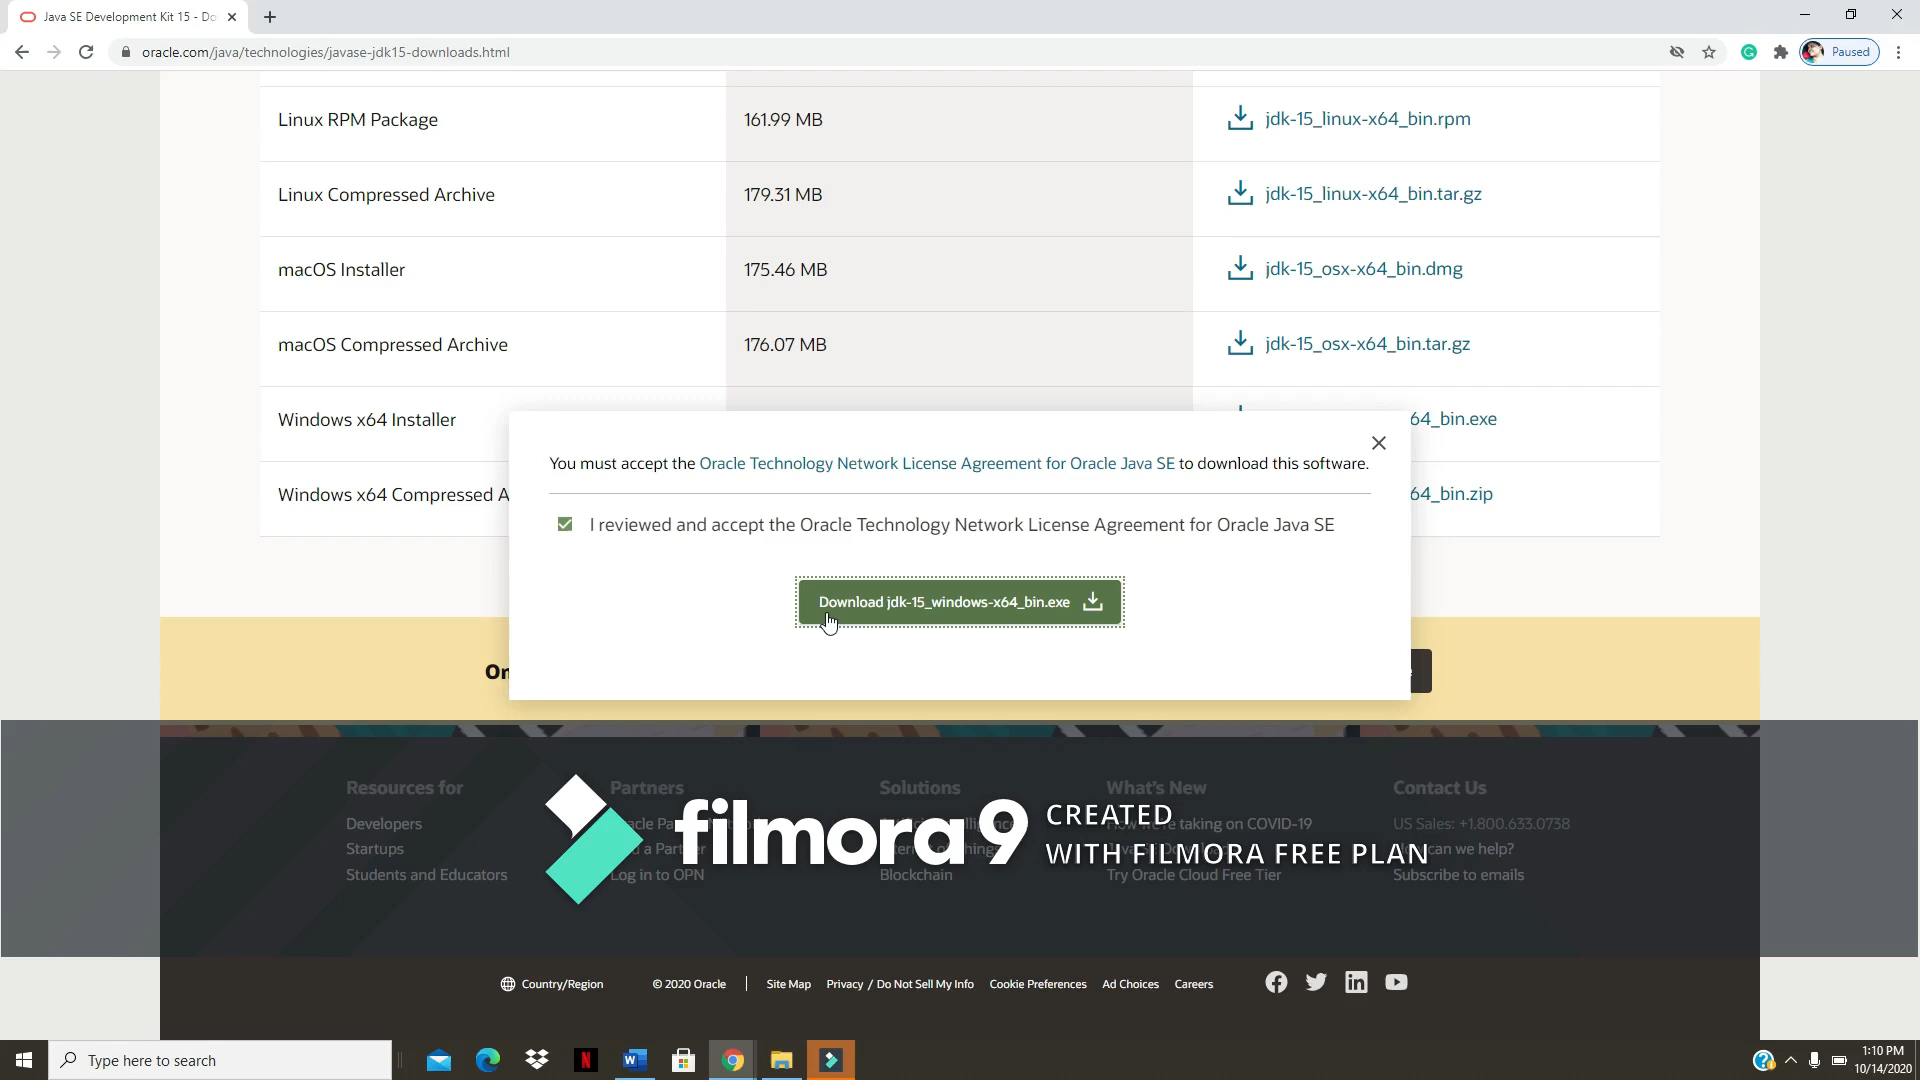 Java SE Development Kit 15 - Do
oracle.com/java/technologies/javase-jdk15-downloads.html
Paused
Linux RPM Package 161.99 MB jdk-15_linux-x64_bin.rpm
Linux Compressed Archive 179.31 MB jdk-15_linux-x64_bin.tar.gz
macOS Installer 175.46 MB jdk-15_osx-x64_bin.dmg
macOS Compressed Archive 176.07 MB jdk-15_osx-x64_bin.tar.gz
Windows x64 Installer 64_bin.exe
You must accept the Oracle Technology Network License Agreement for Oracle Java SE to download this software.
Windows x64 Compressed A 64_bin.zip
I reviewed and accept the Oracle Technology Network License Agreement for Oracle Java SE
Download jdk-15_windows-x64_bin.exe
Resources for Partners Solutions What's New Contact Us
Developers taking on COVID-19 US Sales: +1.800.633.0738
Startups a Partner can we help?
Students and Educators Log in to OPN Blockchain Try Oracle Cloud Free Tier Subscribe to emails
filmora9 CREATED
WITH FILMORA FREE PLAN
Country/Region © 2020 Oracle | Site Map Privacy / Do Not Sell My Info Cookie Preferences Ad Choices Careers
Type here to search
1:10 PM
10/14/2020